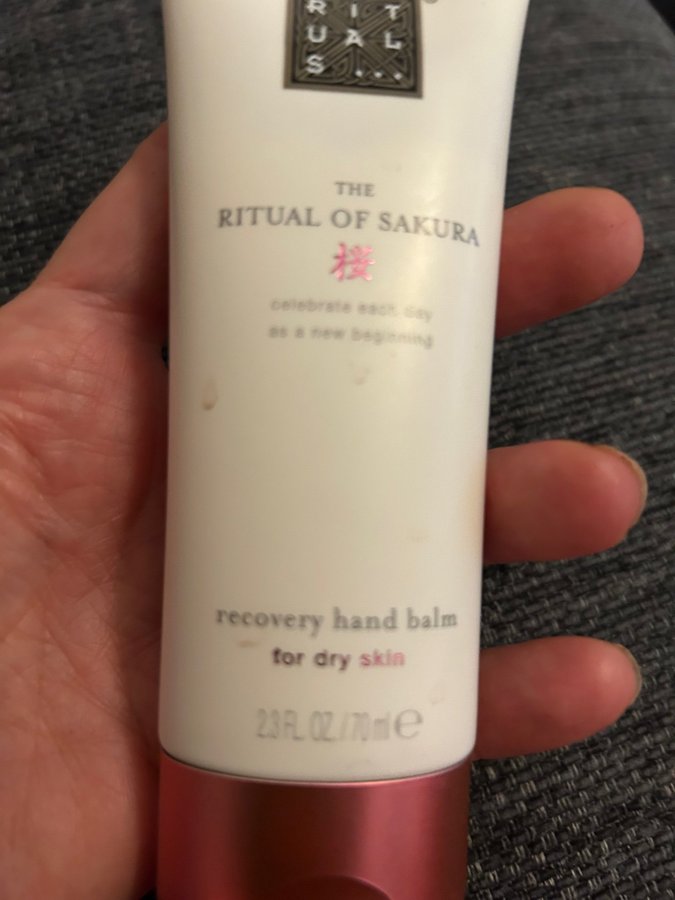 RIT
UAL
S...
THE
RITUAL OF SAKURA
桜
celebrate each day
as a new beginning
recovery hand balm
for dry skin
2.3 FL. OZ. / 70 ml ℮